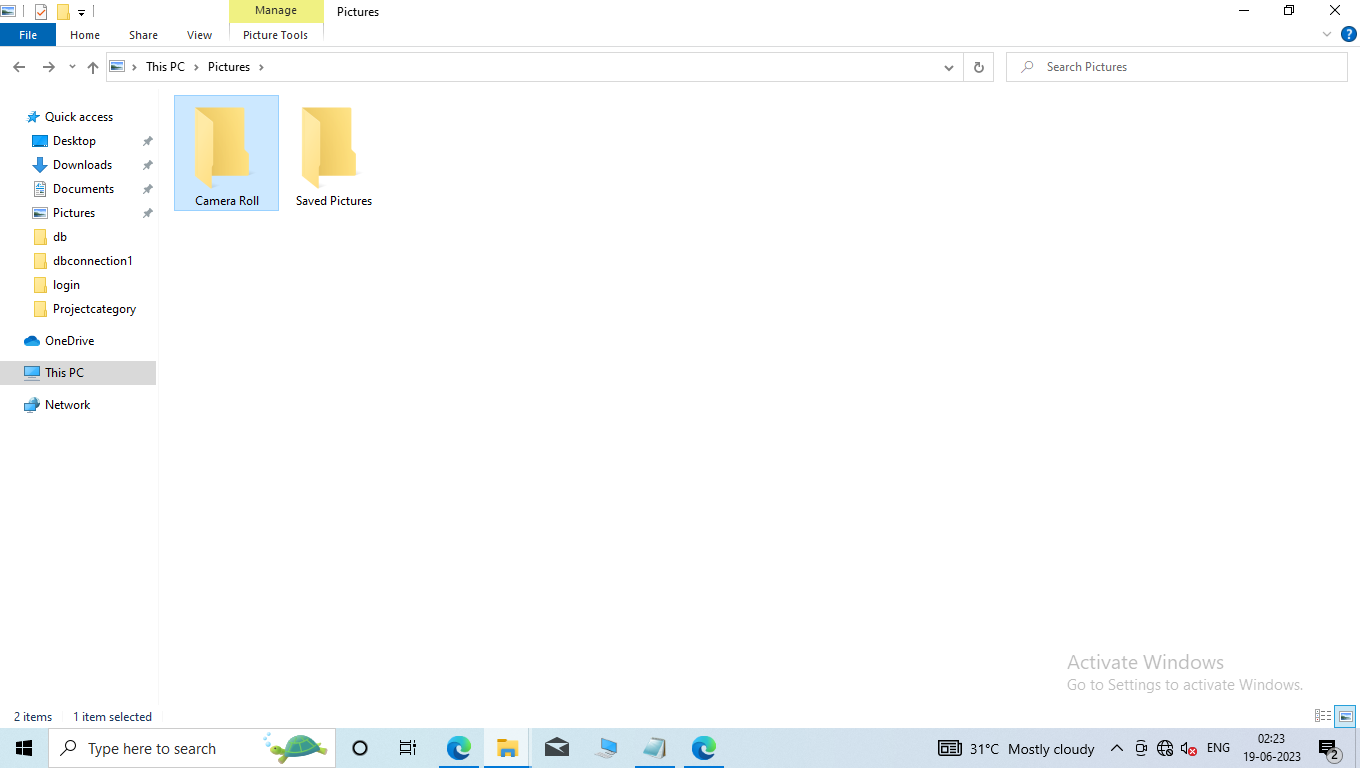 Manage
Pictures
File
Home
Share
View
Picture Tools
This PC
Pictures
Search Pictures
Quick access
Desktop
Downloads
Documents
Pictures
db
dbconnection1
login
Projectcategory
OneDrive
This PC
Network
Camera Roll
Saved Pictures
Activate Windows
Go to Settings to activate Windows.
2 items
1 item selected
Type here to search
31°C Mostly cloudy
ENG
02:23
19-06-2023
2